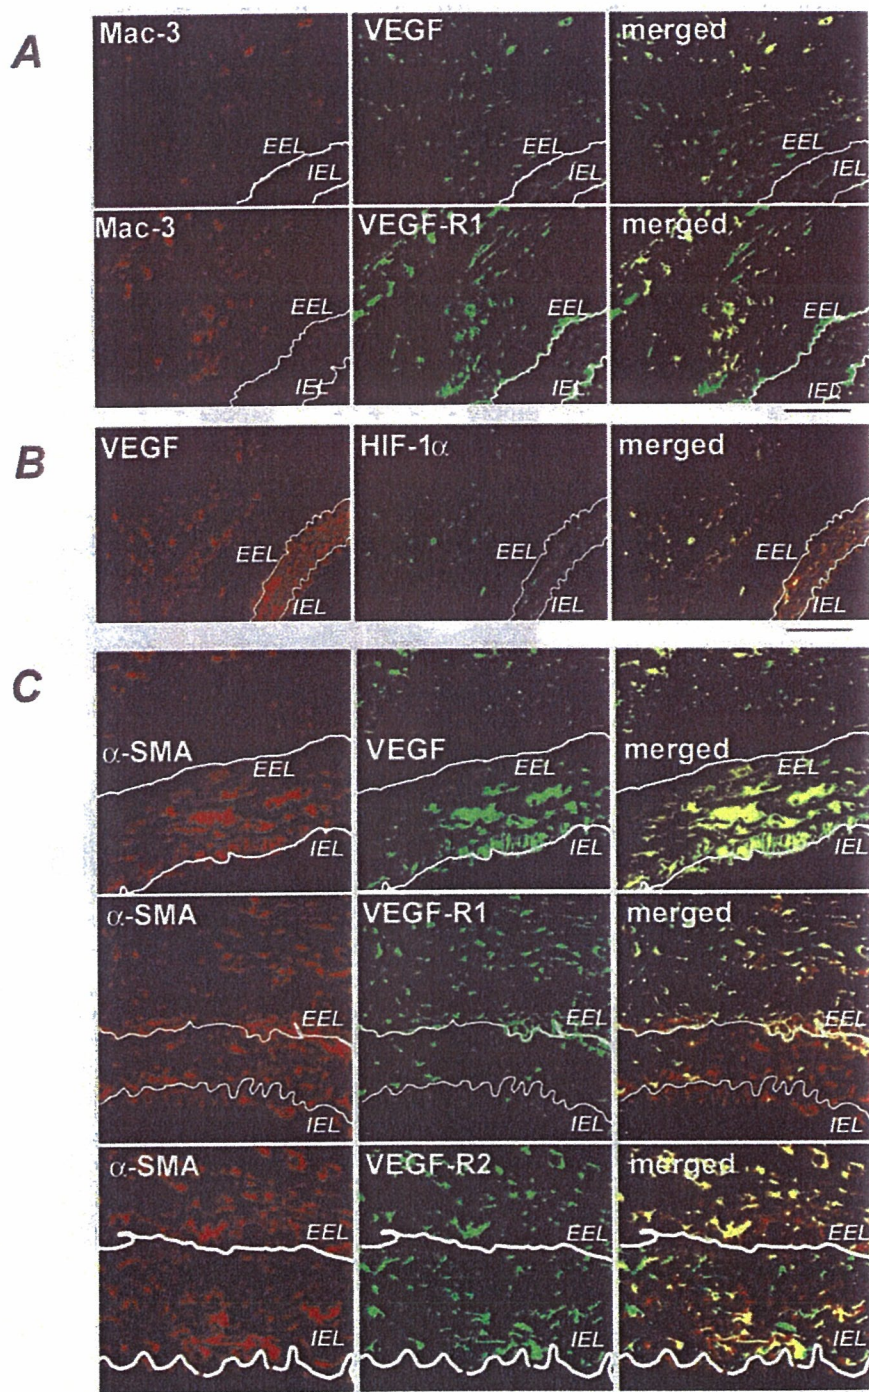 A
Mac-3 VEGF merged
EEL EEL EEL
IEL IEL IEL
Mac-3 VEGF-R1 merged
EEL EEL EEL
IEL IEL IEL
B
VEGF HIF-1α merged
EEL EEL EEL
IEL IEL IEL
C
α-SMA VEGF merged
EEL EEL EEL
IEL IEL IEL
α-SMA VEGF-R1 merged
EEL EEL EEL
IEL IEL IEL
α-SMA VEGF-R2 merged
EEL EEL EEL
IEL IEL IEL